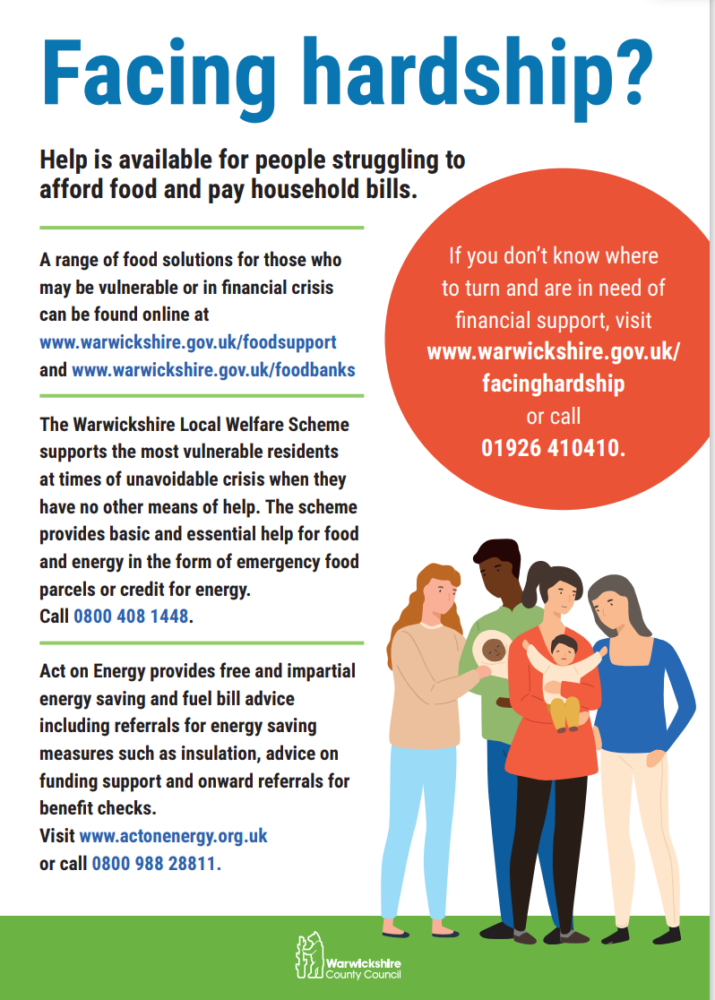 Facing hardship?
Help is available for people struggling to
afford food and pay household bills.
A range of food solutions for those who
may be vulnerable or in financial crisis
can be found online at
www.warwickshire.gov.uk/foodsupport
and www.warwickshire.gov.uk/foodbanks
The Warwickshire Local Welfare Scheme
supports the most vulnerable residents
at times of unavoidable crisis when they
have no other means of help. The scheme
provides basic and essential help for food
and energy in the form of emergency food
parcels or credit for energy.
Call 0800 408 1448.
Act on Energy provides free and impartial
energy saving and fuel bill advice
including referrals for energy saving
measures such as insulation, advice on
funding support and onward referrals for
benefit checks.
Visit www.actonenergy.org.uk
or call 0800 988 28811.
If you don’t know where
to turn and are in need of
financial support, visit
www.warwickshire.gov.uk/
facinghardship
or call
01926 410410.
Warwickshire
County Council